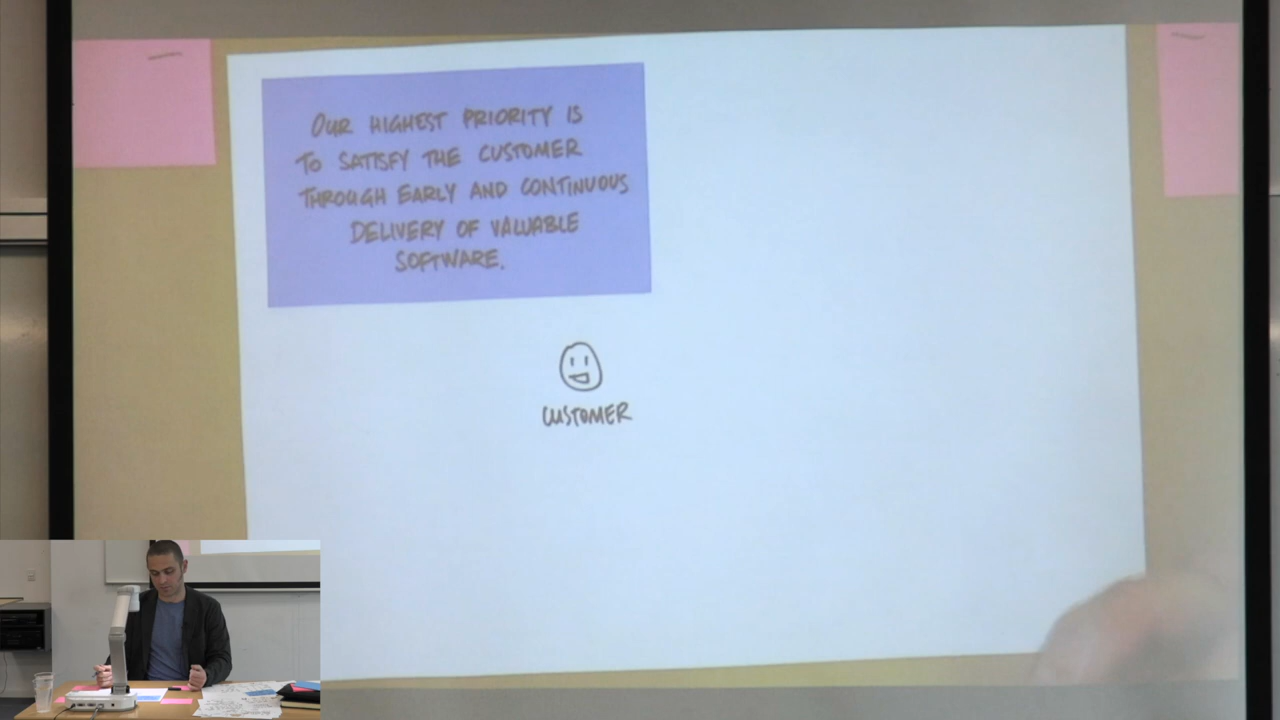 OUR HIGHEST PRIORITY IS
TO SATISFY THE CUSTOMER
THROUGH EARLY AND CONTINUOUS
DELIVERY OF VALUABLE
SOFTWARE.
CUSTOMER